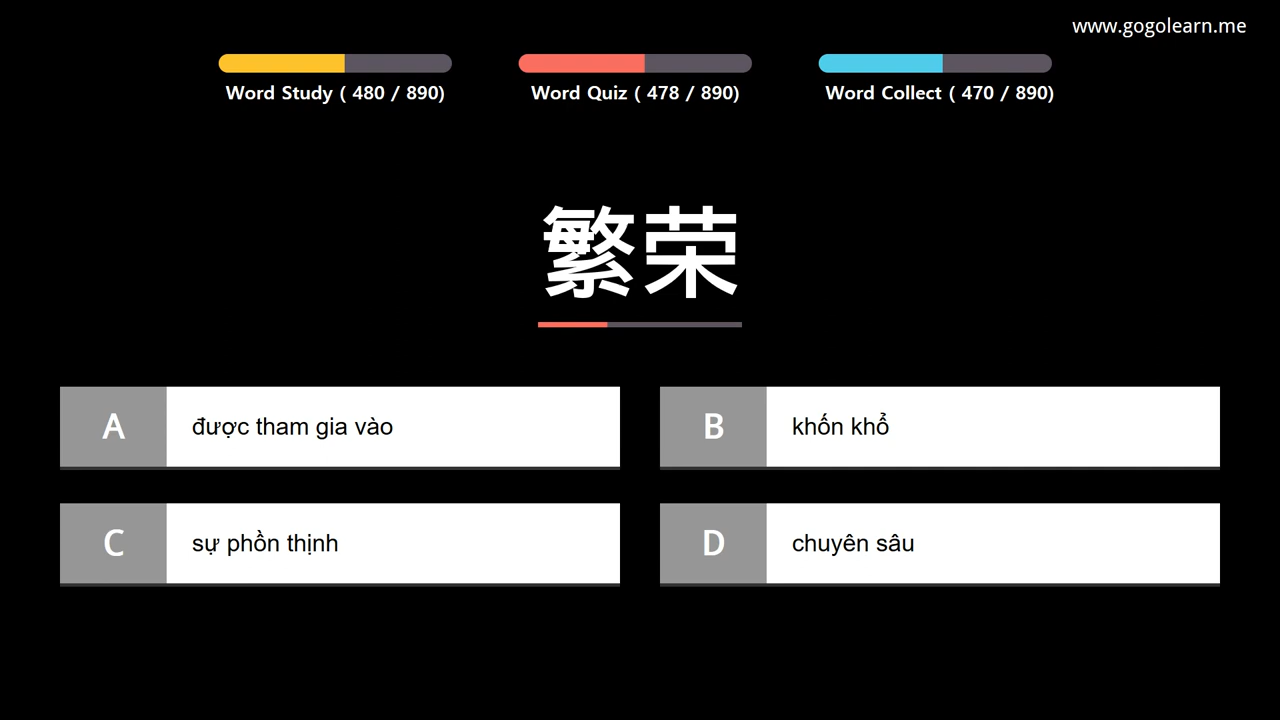 www.gogolearn.me
Word Study ( 480 / 890)
Word Quiz ( 478 / 890)
Word Collect ( 470 / 890)
繁荣
A
được tham gia vào
B
khốn khổ
C
sự phồn thịnh
D
chuyên sâu